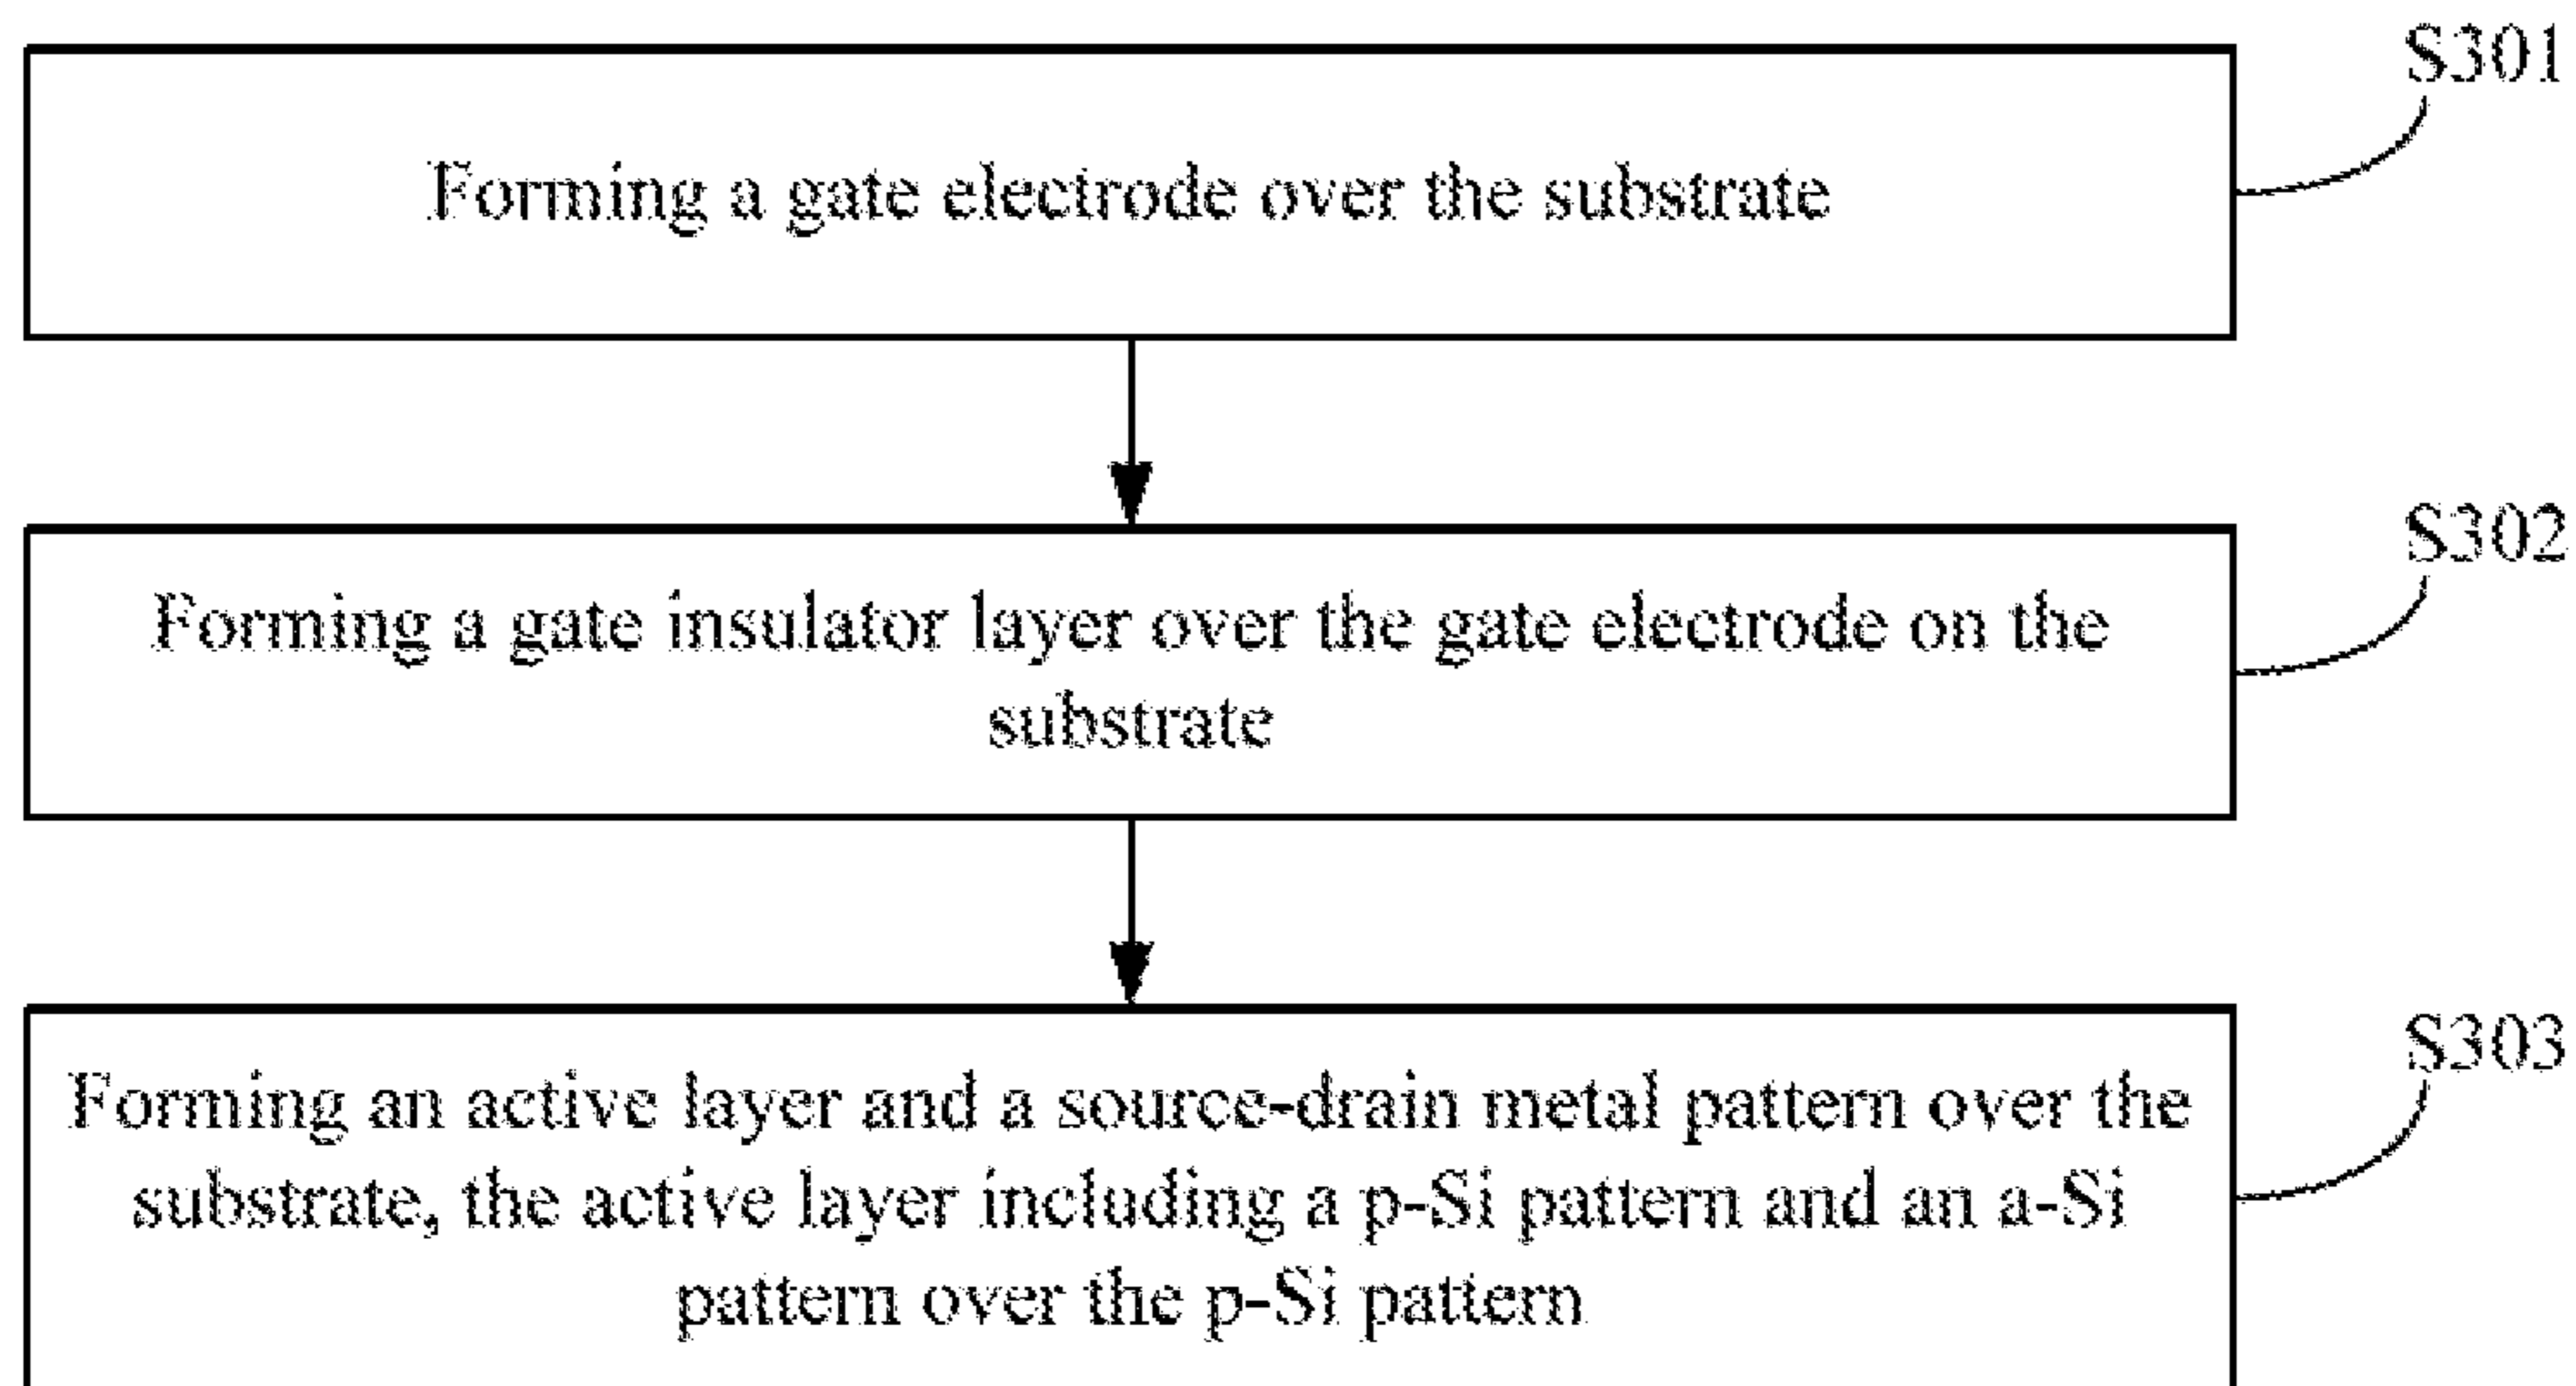 S301
Forming a gate electrode over the substrate
S302
Forming a gate insulator layer over the gate electrode on the
substrate
S303
Forming an active layer and a source-drain metal pattern over the
substrate, the active layer including a p-Si pattern and an a-Si
pattern over the p-Si pattern